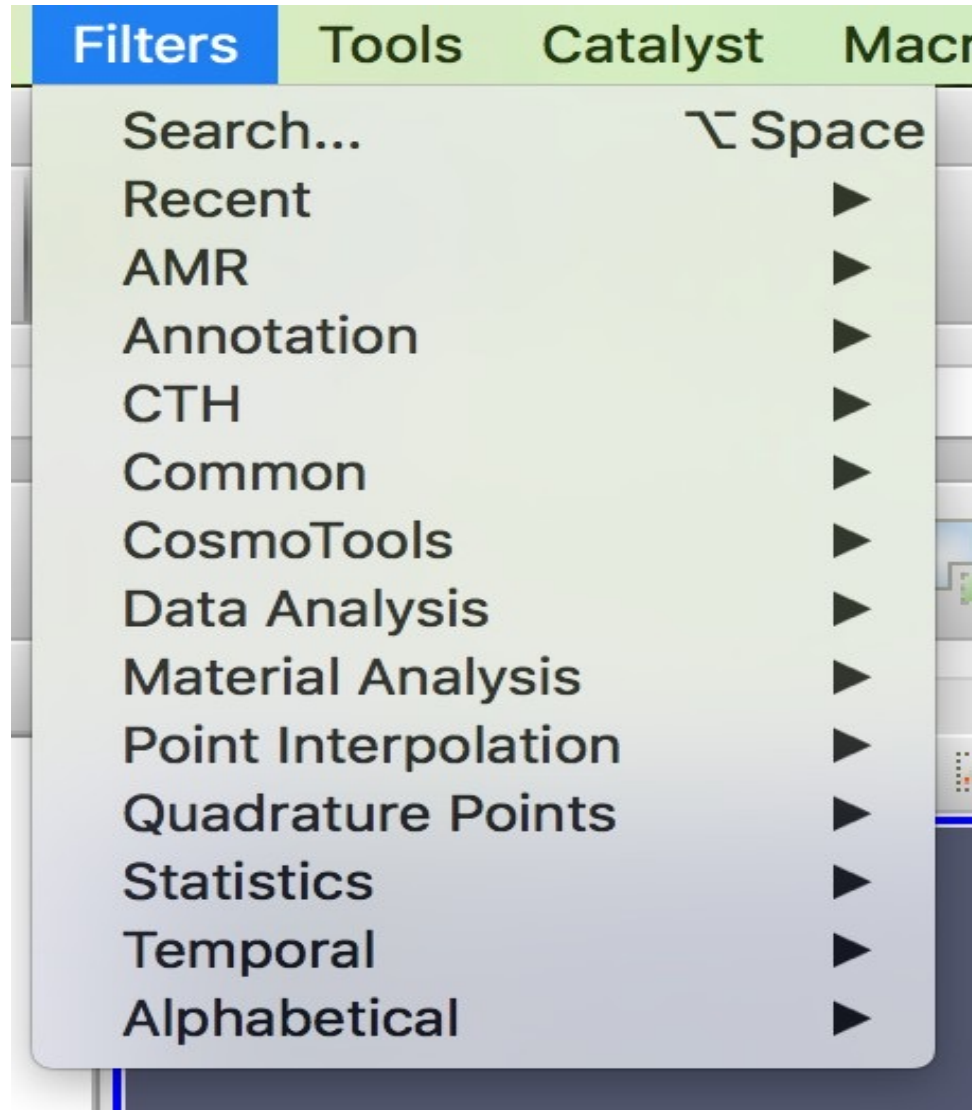 Filters Tools Catalyst Macr
Search... ⌥ Space
Recent ▶
AMR ▶
Annotation ▶
CTH ▶
Common ▶
CosmoTools ▶
Data Analysis ▶
Material Analysis ▶
Point Interpolation ▶
Quadrature Points ▶
Statistics ▶
Temporal ▶
Alphabetical ▶